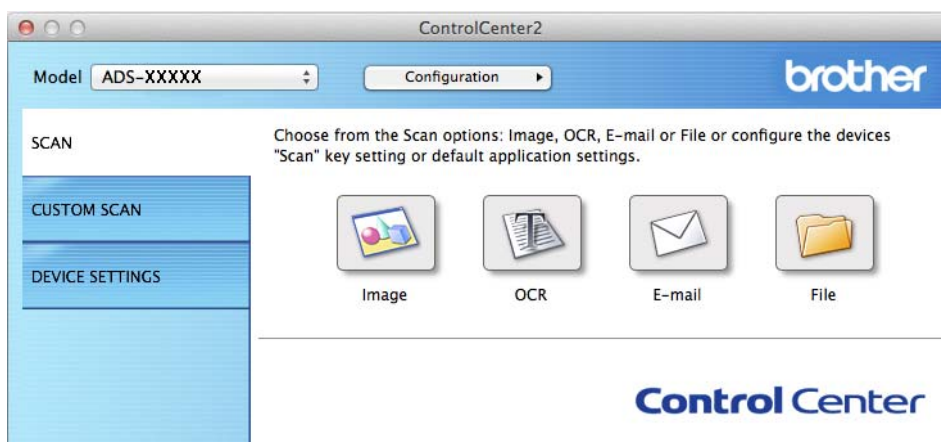 ControlCenter2
Model ADS-XXXXX Configuration brother
SCAN
Choose from the Scan options: Image, OCR, E-mail or File or configure the devices
"Scan" key setting or default application settings.
CUSTOM SCAN
DEVICE SETTINGS
Image OCR E-mail File
Control Center